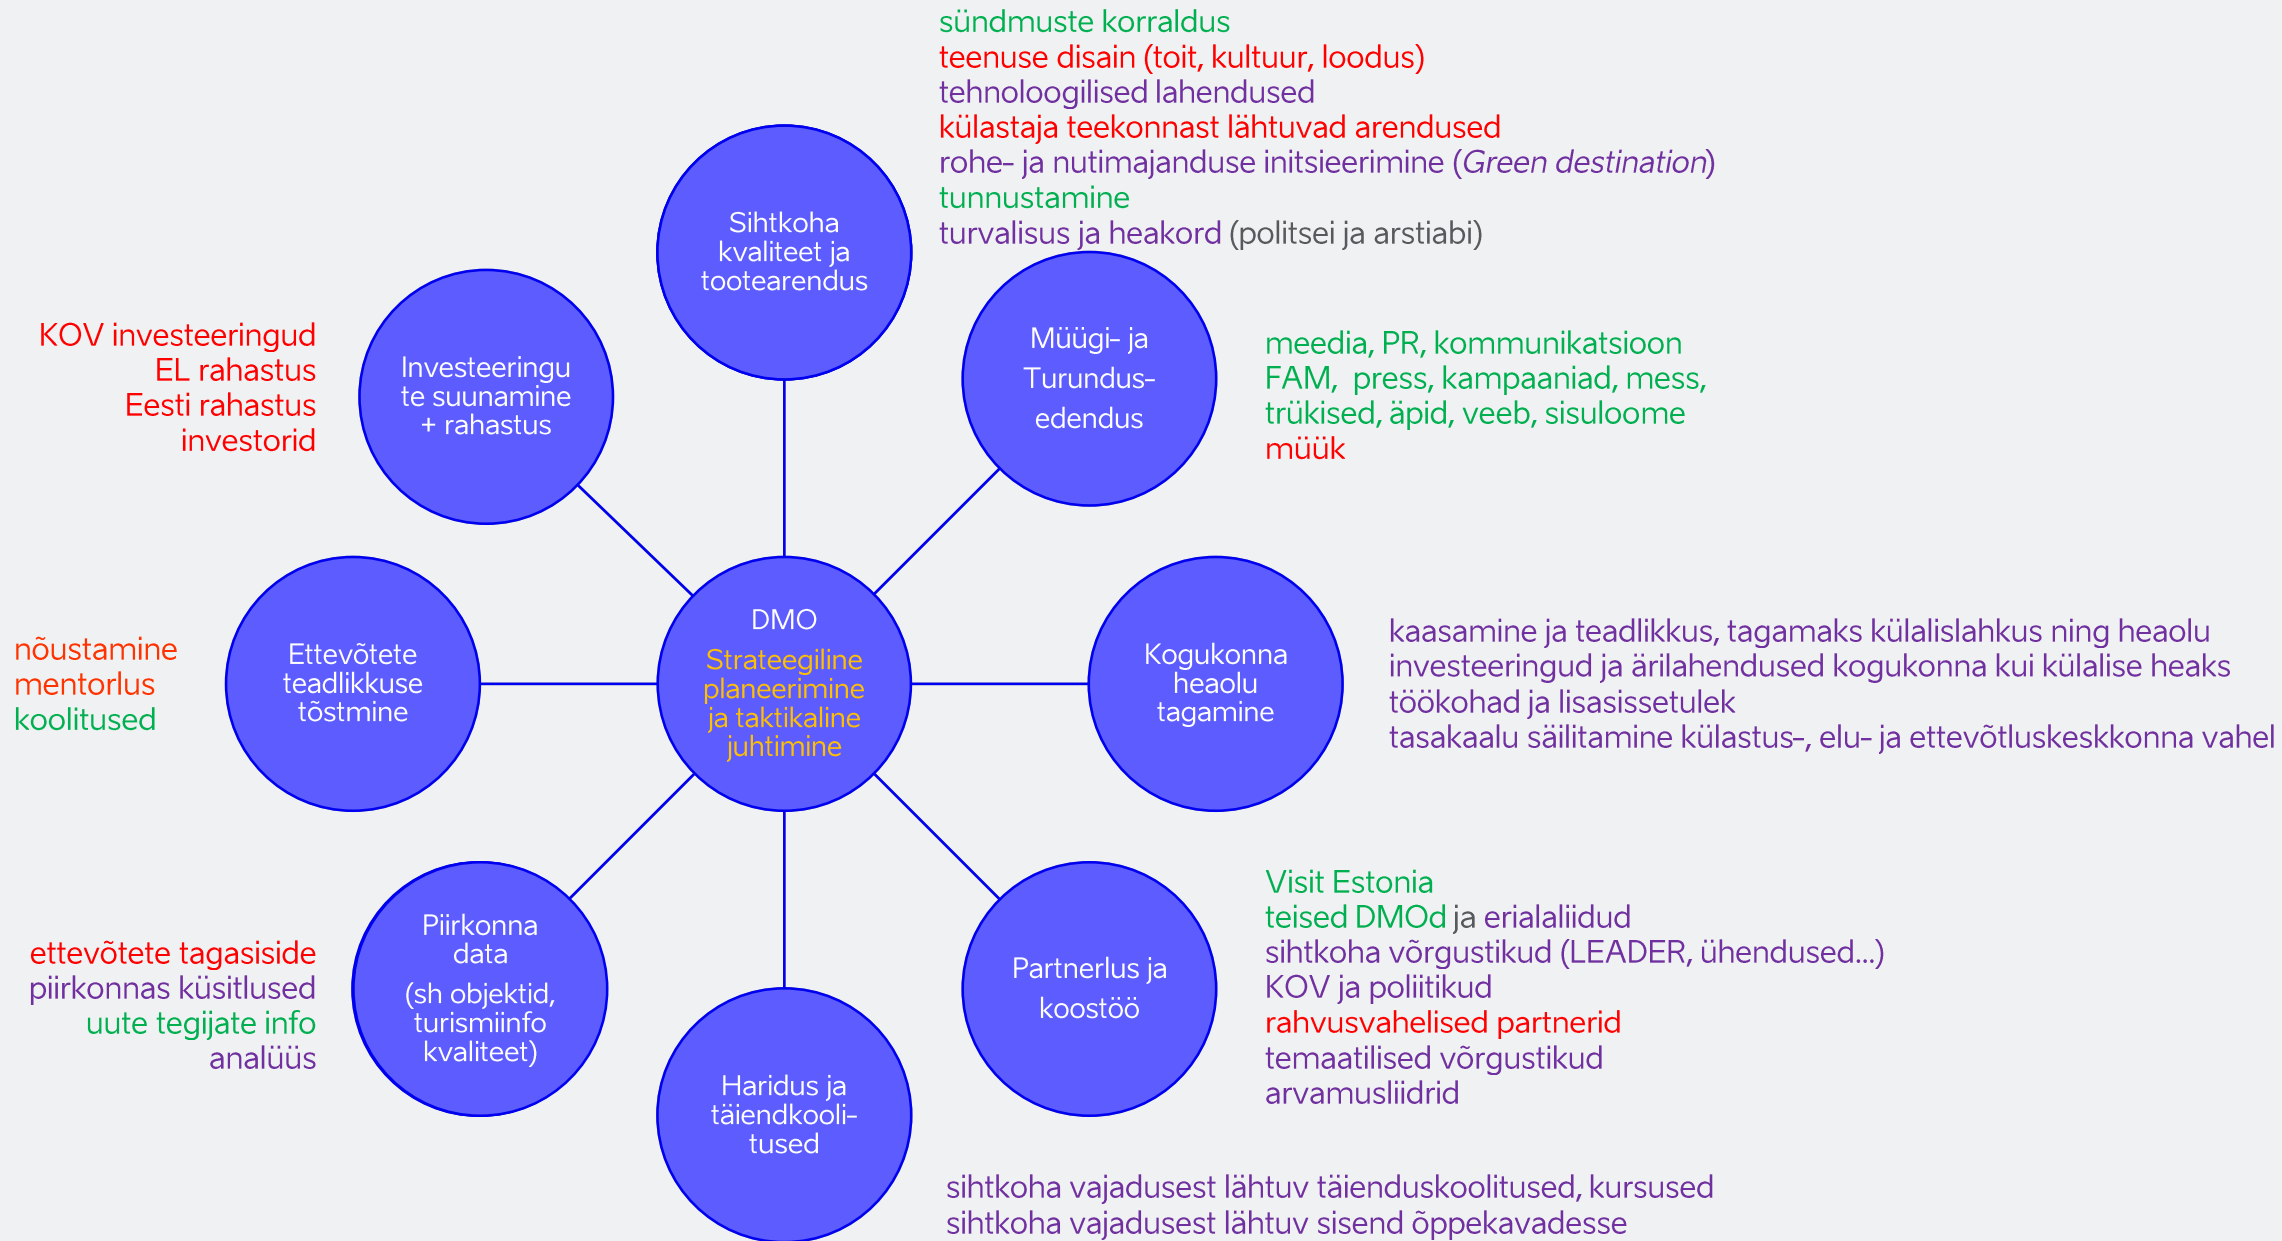 sündmuste korraldus
teenuse disain (toit, kultuur, loodus)
tehnoloogilised lahendused
külastaja teekonnast lähtuvad arendused
rohe- ja nutimajanduse initsieerimine (Green destination)
tunnustamine
turvalisus ja heakord (politsei ja arstiabi)
Sihtkoha
kvaliteet ja
tootearendus
KOV investeeringud
EL rahastus
Eesti rahastus
investorid
Investeeringu
te suunamine
+ rahastus
Müügi- ja
Turundus-
edendus
meedia, PR, kommunikatsioon
FAM, press, kampaaniad, mess,
trükised, äpid, veeb, sisuloome
müük
nõustamine
mentorlus
koolitused
Ettevõtete
teadlikkuse
tõstmine
DMO
Strateegiline
planeerimine
ja taktikaline
juhtimine
Kogukonna
heaolu
tagamine
kaasamine ja teadlikkus, tagamaks külalislahkus ning heaolu
investeeringud ja ärilahendused kogukonna kui külalise heaks
töökohad ja lisasissetulek
tasakaalu säilitamine külastus-, elu- ja ettevõtluskeskkonna vahel
ettevõtete tagasiside
piirkonnas küsitlused
uute tegijate info
analüüs
Piirkonna
data
(sh objektid,
turismiinfo
kvaliteet)
Partnerlus ja
koostöö
Visit Estonia
teised DMOd ja erialaliidud
sihtkoha võrgustikud (LEADER, ühendused...)
KOV ja poliitikud
rahvusvahelised partnerid
temaatilised võrgustikud
arvamusliidrid
Haridus ja
täiendkooli-
tused
sihtkoha vajadusest lähtuv täienduskoolitused, kursused
sihtkoha vajadusest lähtuv sisend õppekavadesse